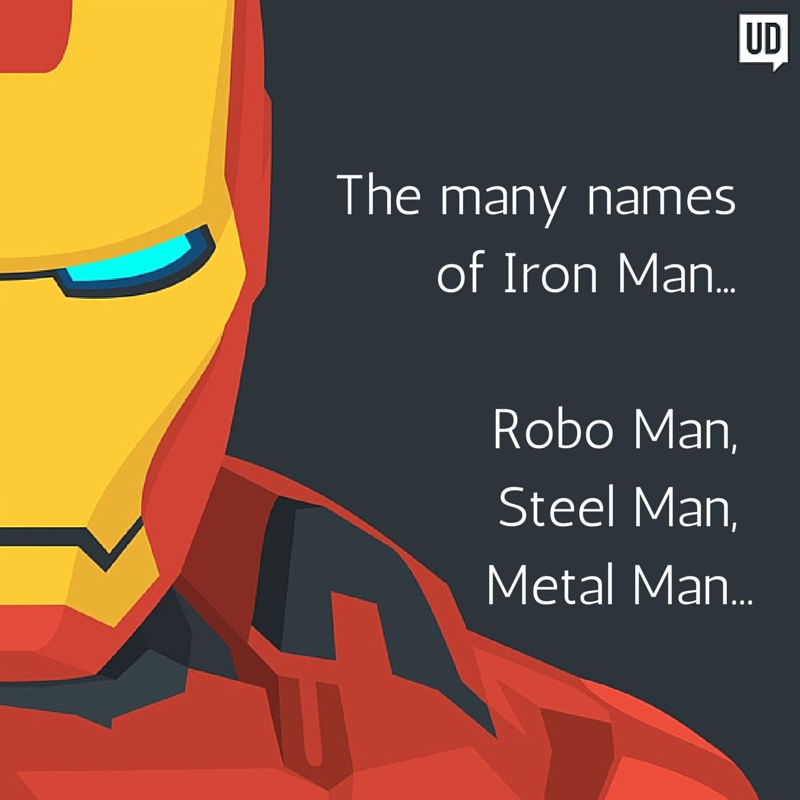 UD
The many names
of Iron Man...
Robo Man,
Steel Man,
Metal Man...